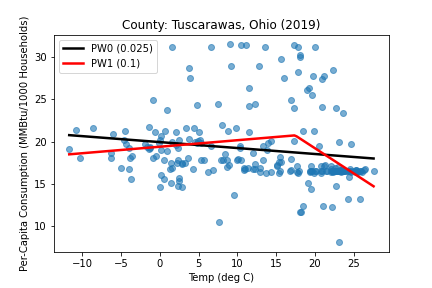 County: Tuscarawas, Ohio (2019)
PW0 (0.025)
PW1 (0.1)
Per-Capita Consumption (MMBtu/1000 Households)
30
25
20
15
10
−10 −5 0 5 10 15 20 25
Temp (deg C)